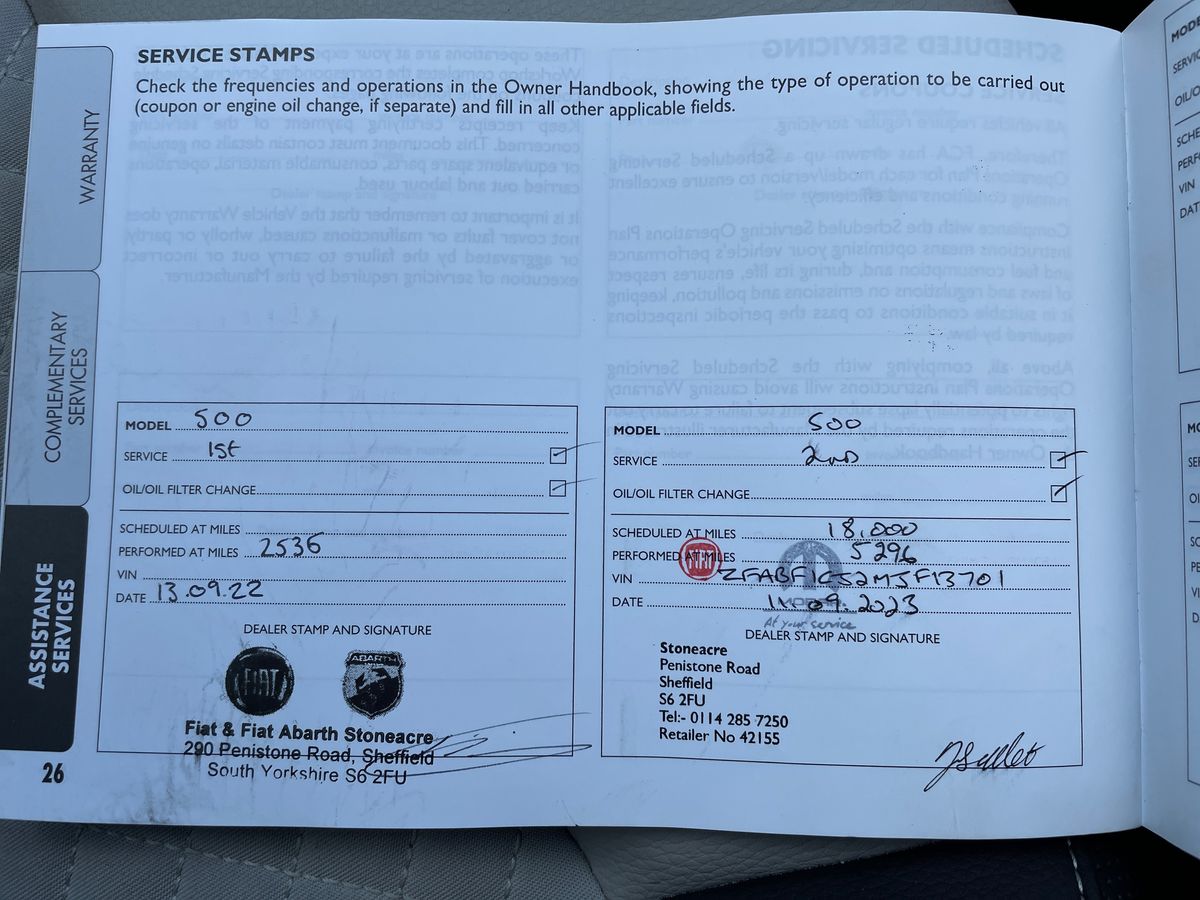 SERVICE STAMPS
Check the frequencies and operations in the Owner Handbook, showing the type of operation to be carried out
(coupon or engine oil change, if separate) and fill in all other applicable fields.
WARRANTY
COMPLEMENTARY
SERVICES
ASSISTANCE
SERVICES
26
MODEL 500
SERVICE 1st
OIL/OIL FILTER CHANGE
SCHEDULED AT MILES
PERFORMED AT MILES 2536
VIN
DATE 13.09.22
DEALER STAMP AND SIGNATURE
FIAT ABARTH
Fiat & Fiat Abarth Stoneacre
290 Penistone Road, Sheffield
South Yorkshire S6 2FU
MODEL 500
SERVICE 2ND
OIL/OIL FILTER CHANGE
SCHEDULED AT MILES 18,000
PERFORMED AT MILES 5296
FIAT
VIN
DATE 09. 2023
At your service
DEALER STAMP AND SIGNATURE
Stoneacre
Penistone Road
Sheffield
S6 2FU
Tel:- 0114 285 7250
Retailer No 42155